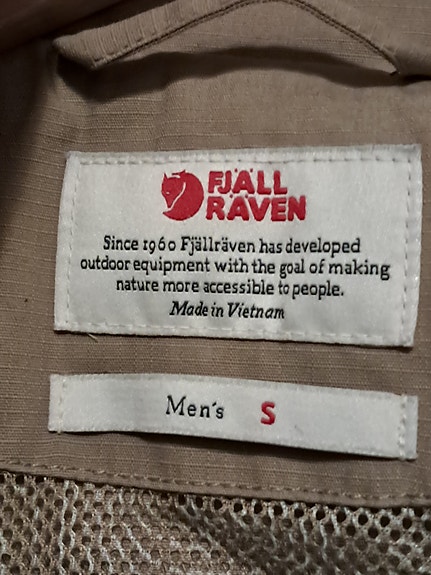 FJÄLL
RÄVEN
Since 1960 Fjällräven has developed
outdoor equipment with the goal of making
nature more accessible to people.
Made in Vietnam
Men's S